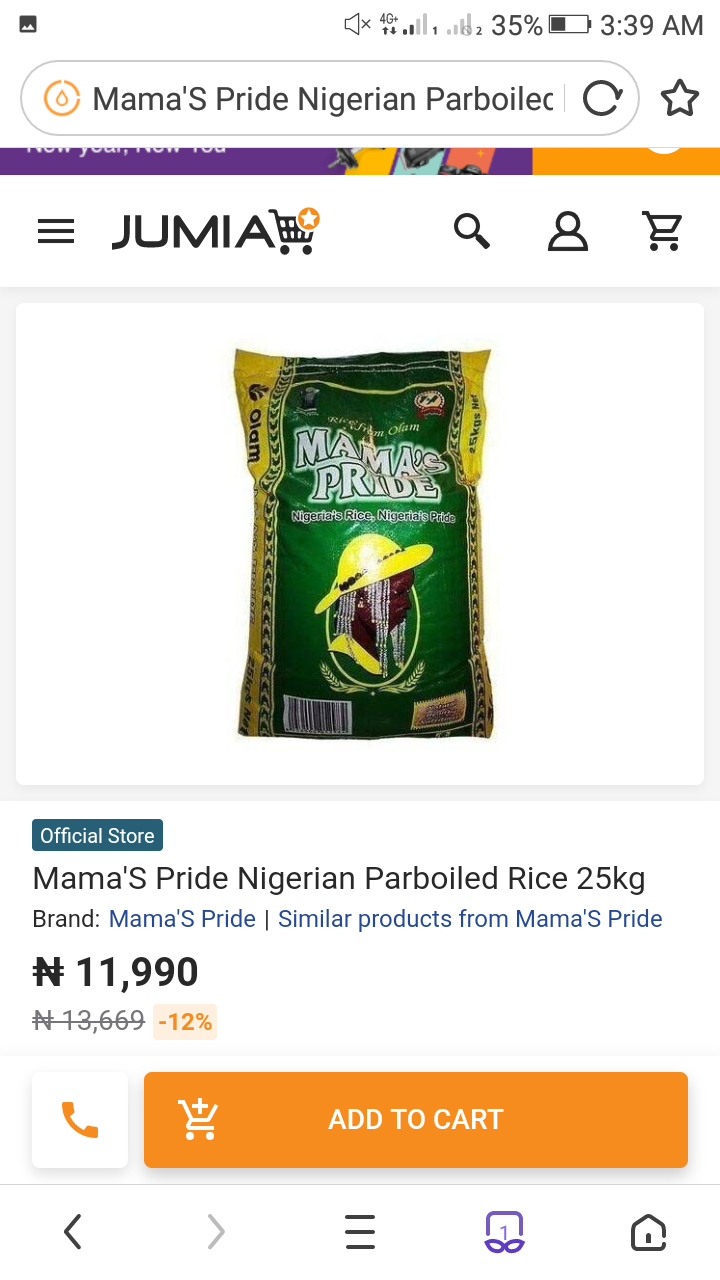 4G+
1
2
35%
3:39 AM
Mama'S Pride Nigerian Parboiled
New year, New You
JUMIA
olam
25kgs Net
Rice from Olam
MAMA'S
PRIDE
Nigeria's Rice, Nigeria's Pride
Official Store
Mama'S Pride Nigerian Parboiled Rice 25kg
Brand: Mama'S Pride | Similar products from Mama'S Pride
₦ 11,990
₦ 13,669 -12%
ADD TO CART
1